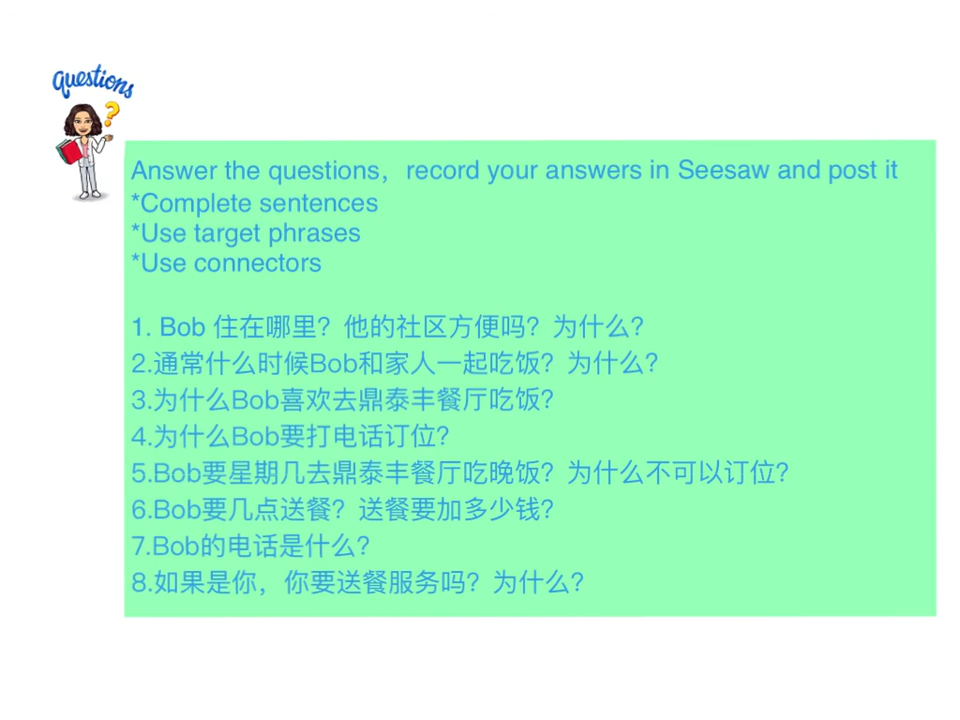 Questions
Answer the questions，record your answers in Seesaw and post it
*Complete sentences
*Use target phrases
*Use connectors
1. Bob 住在哪里？他的社区方便吗？为什么？
2.通常什么时候Bob和家人一起吃饭？为什么？
3.为什么Bob喜欢去鼎泰丰餐厅吃饭？
4.为什么Bob要打电话订位？
5.Bob要星期几去鼎泰丰餐厅吃晚饭？为什么不可以订位？
6.Bob要几点送餐？送餐要加多少钱？
7.Bob的电话是什么？
8.如果是你，你要送餐服务吗？为什么？